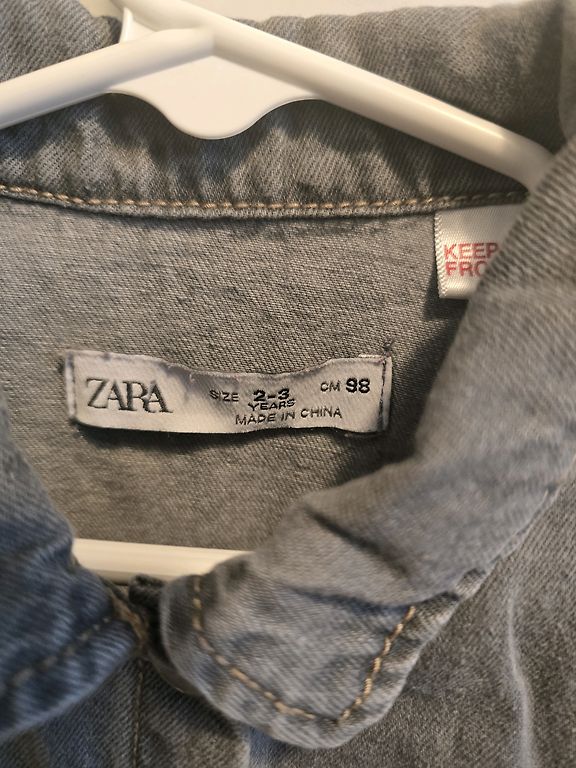 ZARA
SIZE 2-3 CM 98
YEARS
MADE IN CHINA
KEEP
FRO